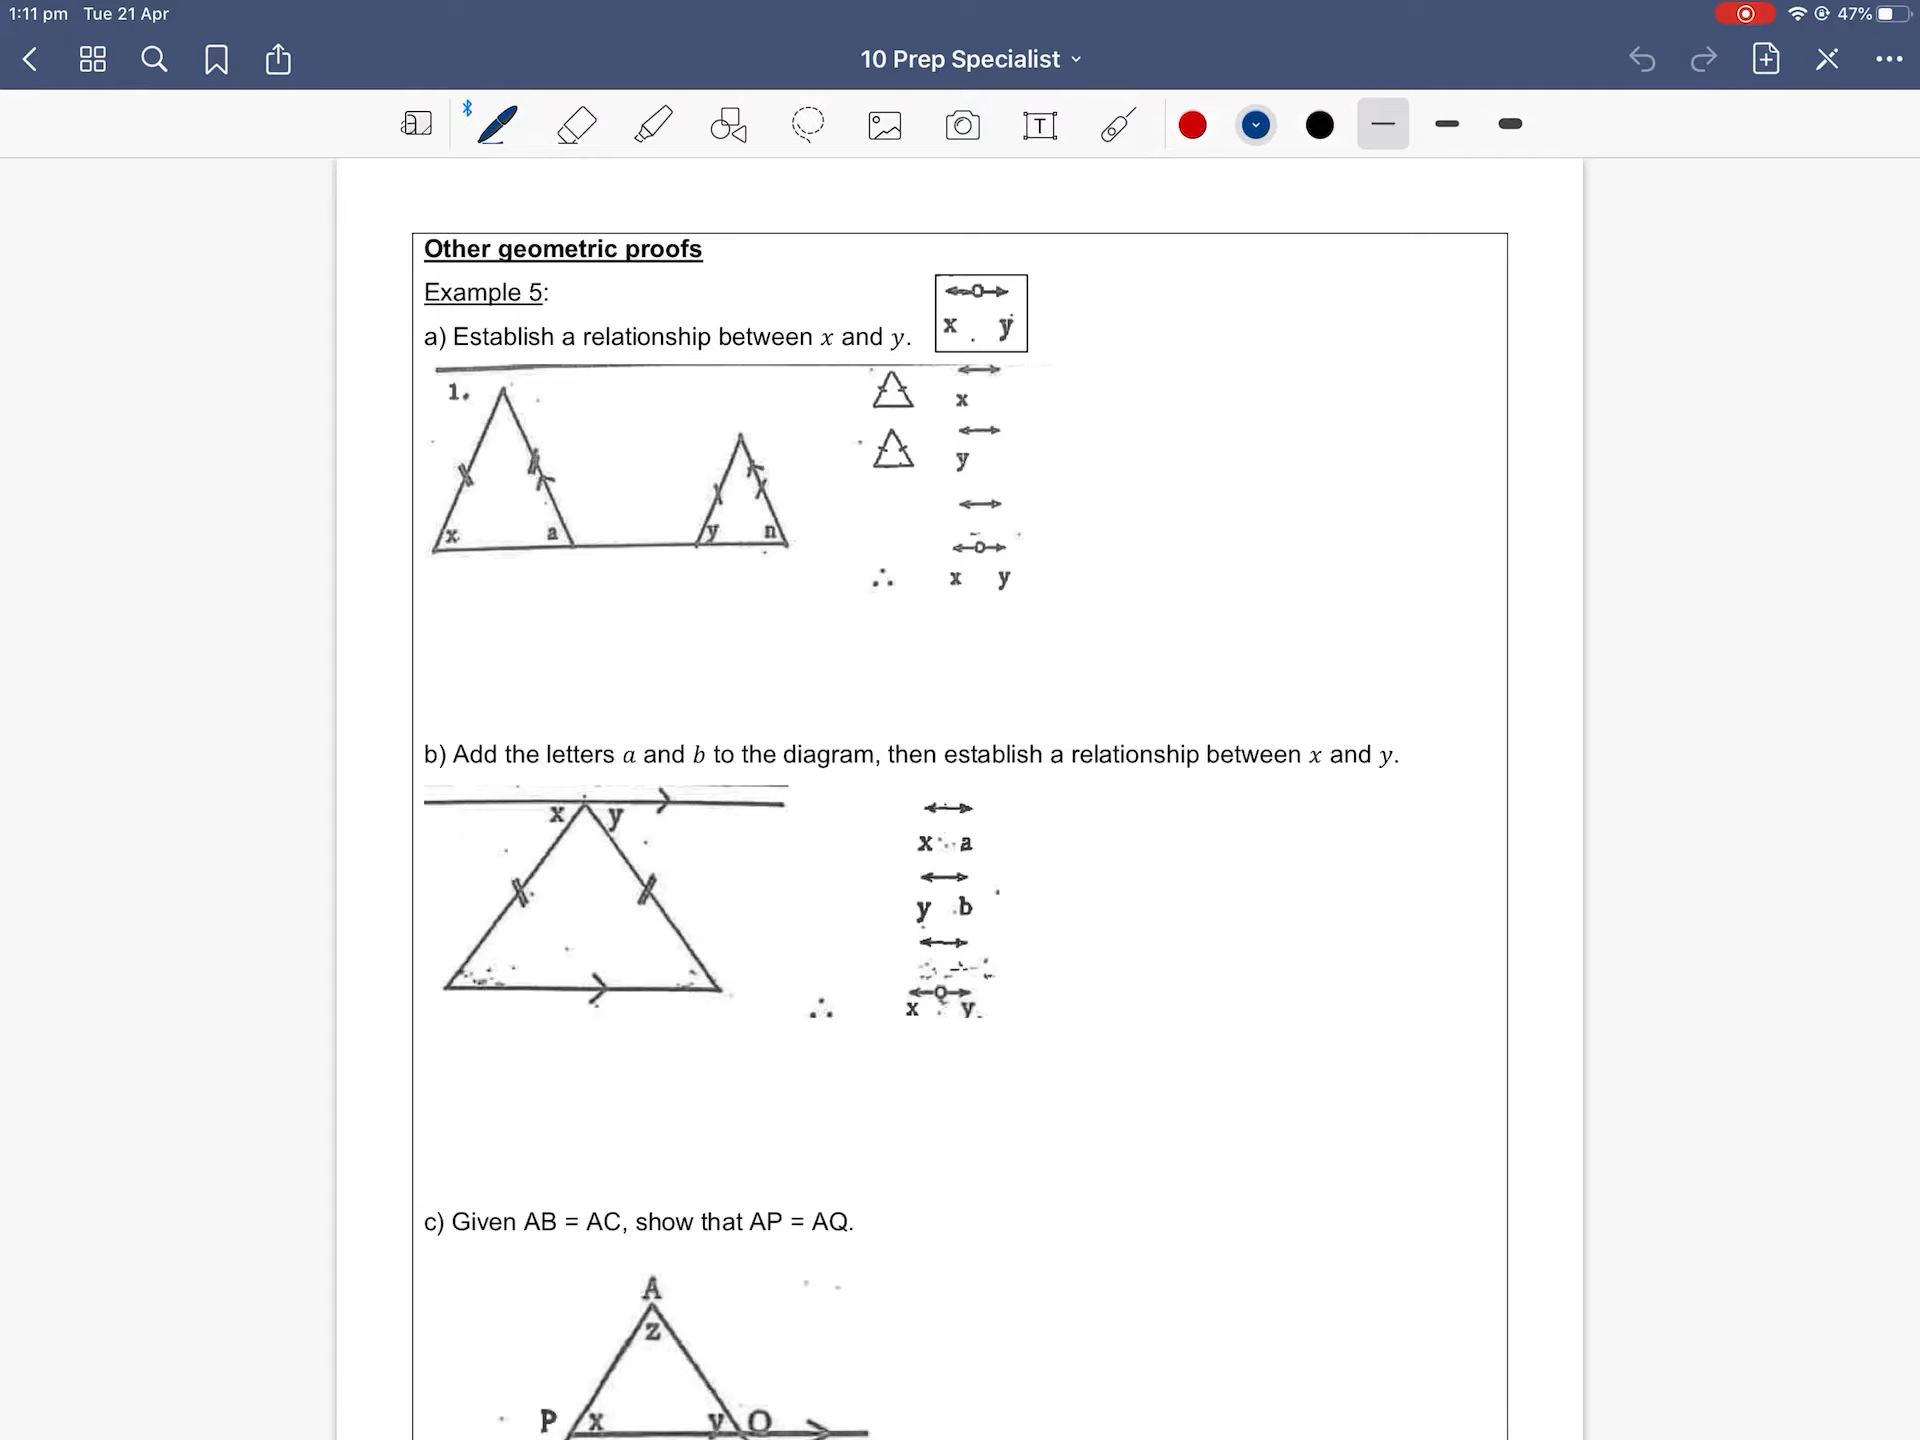 1:11 pm Tue 21 Apr
47%
10 Prep Specialist
a
T
Other geometric proofs
Example 5:
a) Establish a relationship between x and y.
x y
1.
x a y n
x
y
∴ x y
b) Add the letters a and b to the diagram, then establish a relationship between x and y.
x y
x a
y b
∴ x y
c) Given AB = AC, show that AP = AQ.
A
z
P x y Q